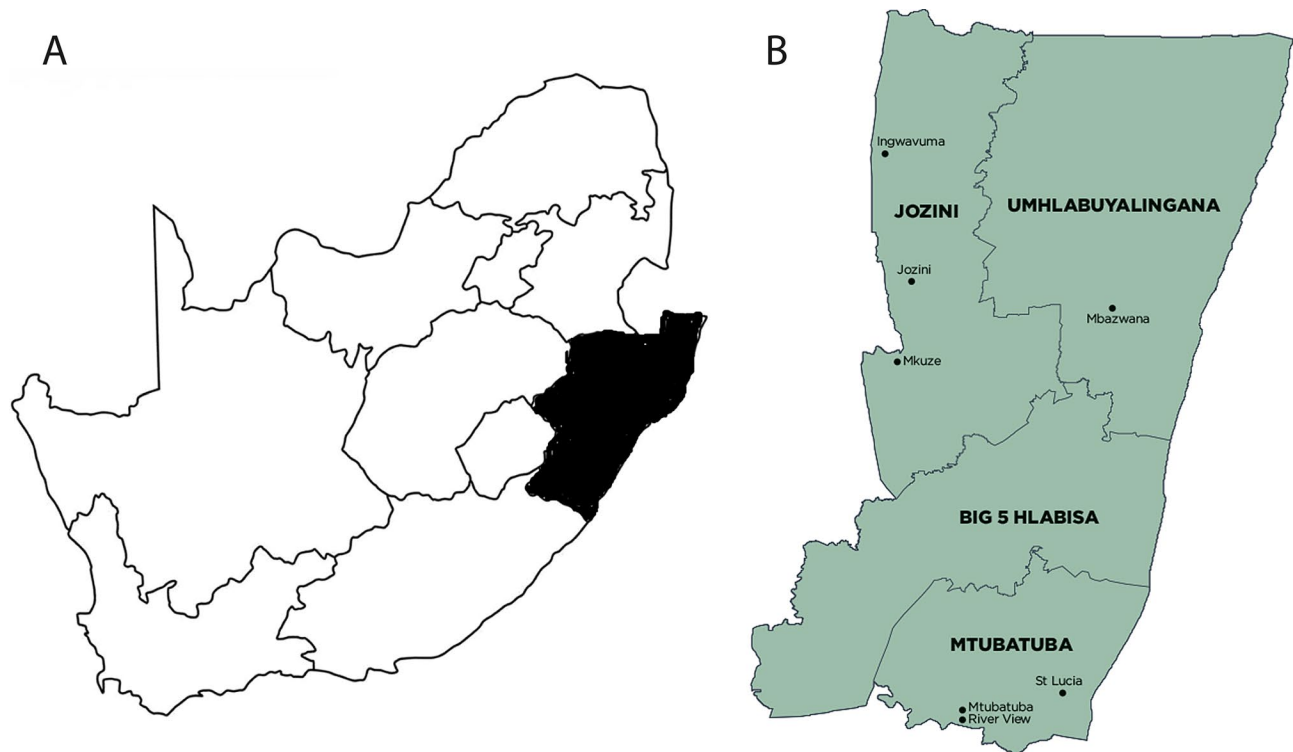 A
B
Ingwavuma
JOZINI
UMHLABUYALINGANA
Jozini
Mbazwana
Mkuze
BIG 5 HLABISA
MTUBATUBA
St Lucia
Mtubatuba
River View